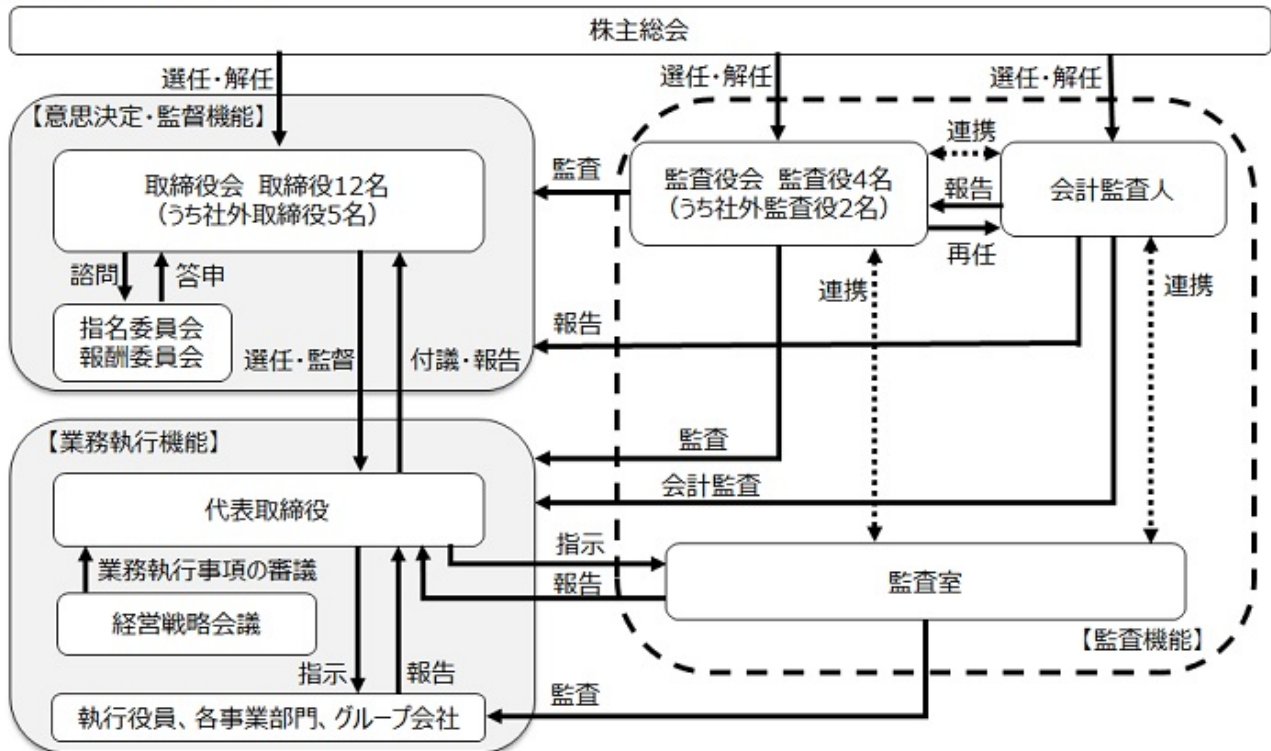 株主総会
選任・解任
選任・解任
選任・解任
【意思決定・監督機能】
取締役会 取締役12名
（うち社外取締役5名）
監査
監査役会 監査役4名
（うち社外監査役2名）
連携
報告
再任
会計監査人
諮問
答申
指名委員会
報酬委員会
選任・監督
付議・報告
報告
連携
連携
【業務執行機能】
監査
会計監査
代表取締役
業務執行事項の審議
経営戦略会議
指示
報告
監査室
【監査機能】
指示
報告
監査
執行役員、各事業部門、グループ会社